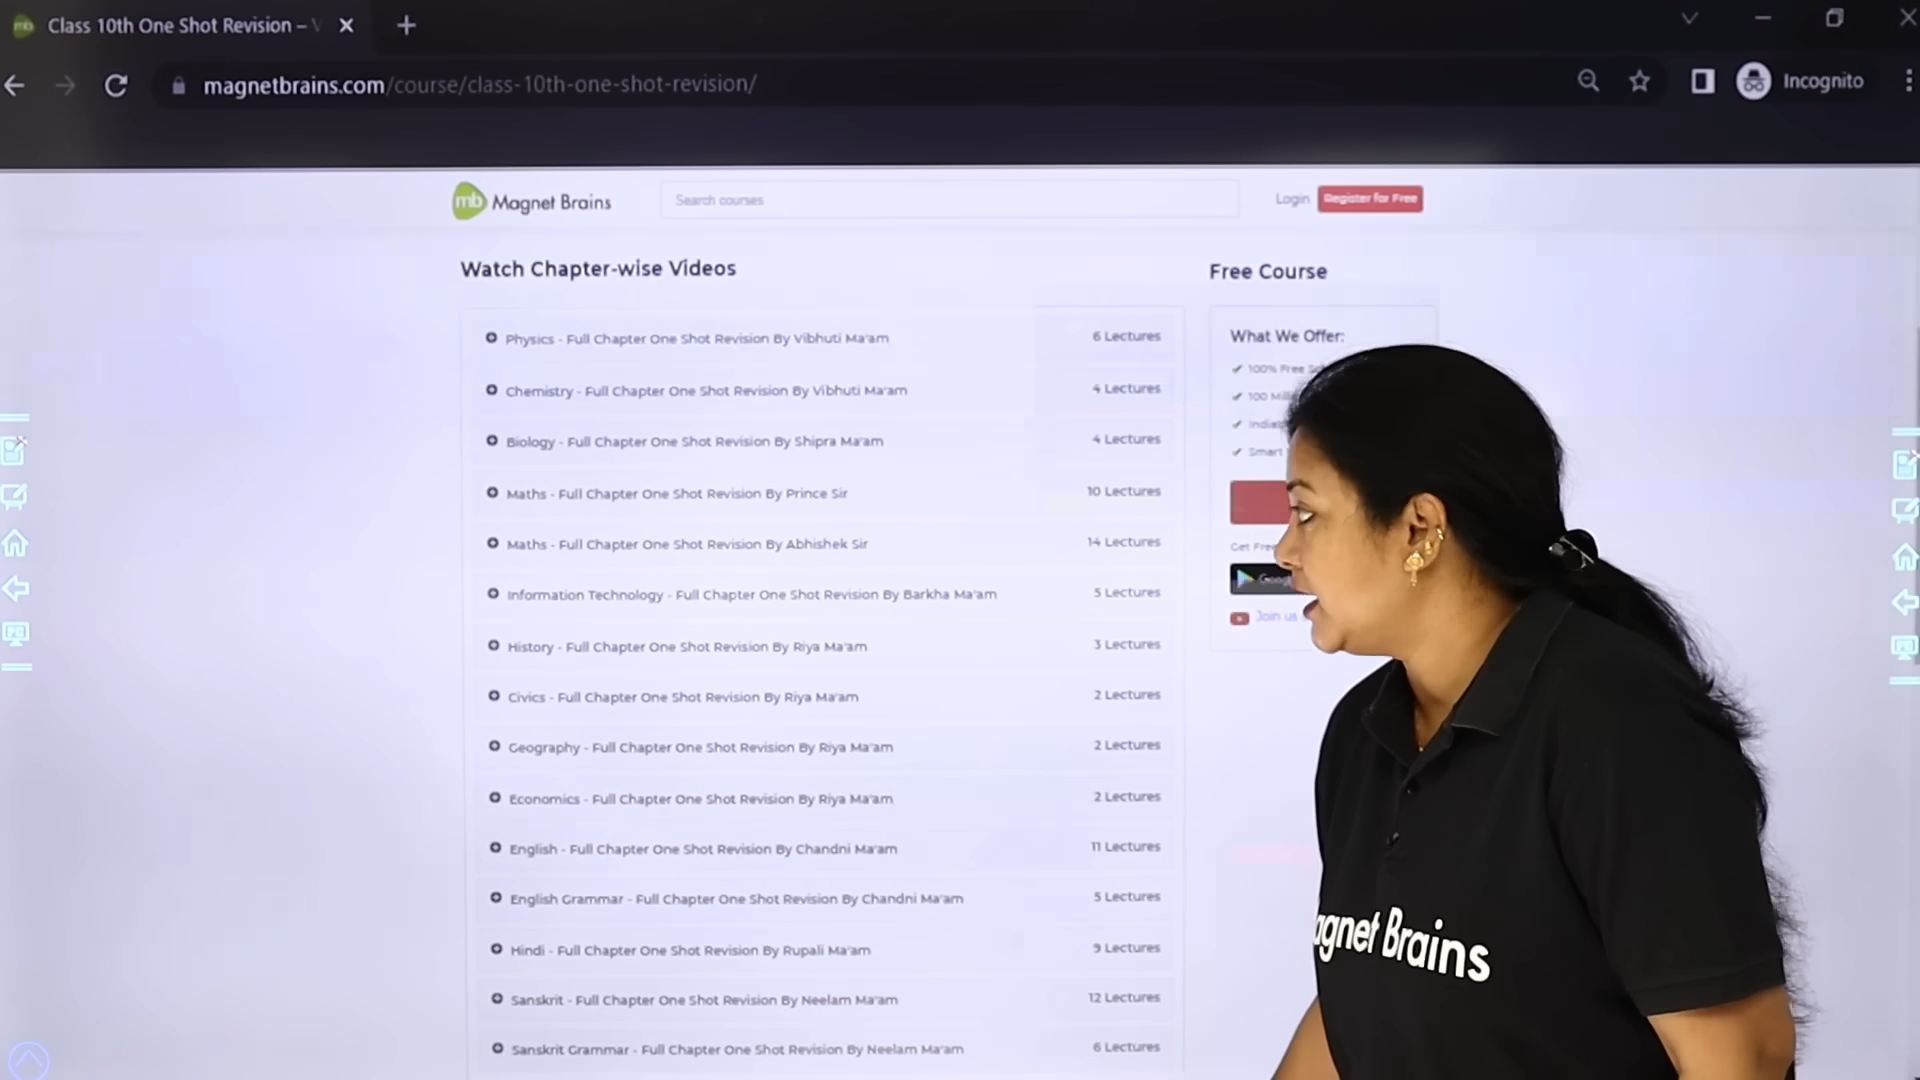 Class 10th One Shot Revision –
magnetbrains.com/course/class-10th-one-shot-revision/
Incognito
mb Magnet Brains
Search courses
Login
Register for Free
Watch Chapter-wise Videos
Physics - Full Chapter One Shot Revision By Vibhuti Ma'am 6 Lectures
Chemistry - Full Chapter One Shot Revision By Vibhuti Ma'am 4 Lectures
Biology - Full Chapter One Shot Revision By Shipra Ma'am 4 Lectures
Maths - Full Chapter One Shot Revision By Prince Sir 10 Lectures
Maths - Full Chapter One Shot Revision By Abhishek Sir 14 Lectures
Information Technology - Full Chapter One Shot Revision By Barkha Ma'am 5 Lectures
History - Full Chapter One Shot Revision By Riya Ma'am 3 Lectures
Civics - Full Chapter One Shot Revision By Riya Ma'am 2 Lectures
Geography - Full Chapter One Shot Revision By Riya Ma'am 2 Lectures
Economics - Full Chapter One Shot Revision By Riya Ma'am 2 Lectures
English - Full Chapter One Shot Revision By Chandni Ma'am 11 Lectures
English Grammar - Full Chapter One Shot Revision By Chandni Ma'am 5 Lectures
Hindi - Full Chapter One Shot Revision By Rupali Ma'am 9 Lectures
Sanskrit - Full Chapter One Shot Revision By Neelam Ma'am 12 Lectures
Sanskrit Grammar - Full Chapter One Shot Revision By Neelam Ma'am 6 Lectures
Free Course
What We Offer:
100% Free
100
Smart
Get
Join us
agnet Brains